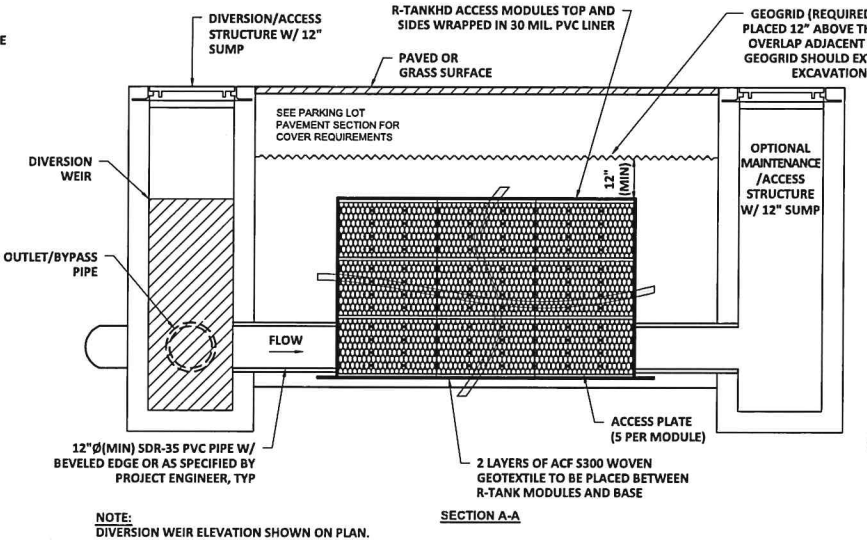 E
DIVERSION/ACCESS
STRUCTURE W/ 12"
SUMP
R-TANKHD ACCESS MODULES TOP AND
SIDES WRAPPED IN 30 MIL. PVC LINER
GEOGRID (REQUIRED
PLACED 12" ABOVE TH
OVERLAP ADJACENT
GEOGRID SHOULD EX
EXCAVATION
PAVED OR
GRASS SURFACE
SEE PARKING LOT
PAVEMENT SECTION FOR
COVER REQUIREMENTS
DIVERSION
WEIR
12"
(MIN)
OPTIONAL
MAINTENANCE
/ACCESS
STRUCTURE
W/ 12" SUMP
OUTLET/BYPASS
PIPE
FLOW
ACCESS PLATE
(5 PER MODULE)
12"Ø(MIN) SDR-35 PVC PIPE W/
BEVELED EDGE OR AS SPECIFIED BY
PROJECT ENGINEER, TYP
2 LAYERS OF ACF S300 WOVEN
GEOTEXTILE TO BE PLACED BETWEEN
R-TANK MODULES AND BASE
SECTION A-A
NOTE:
DIVERSION WEIR ELEVATION SHOWN ON PLAN.